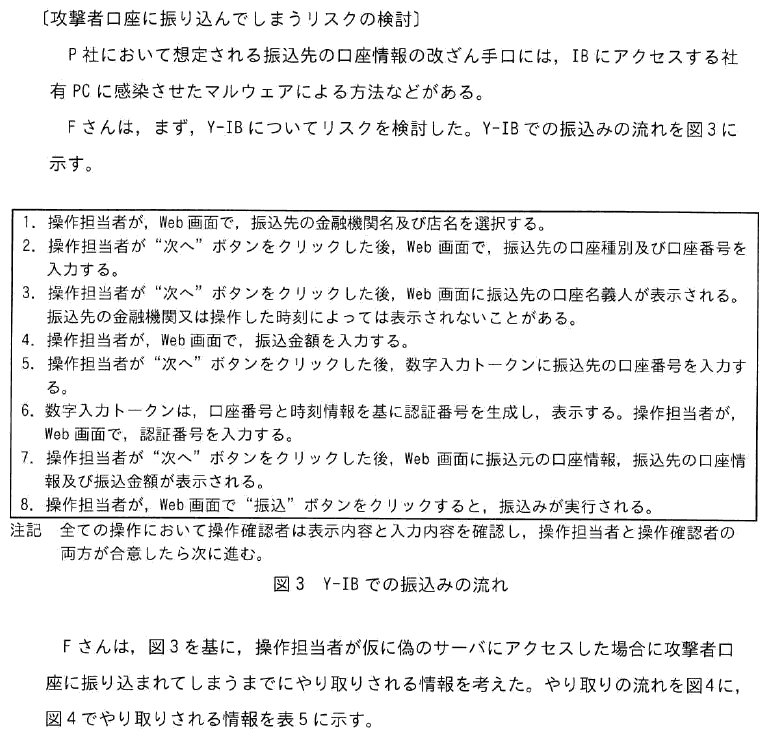 〔攻撃者口座に振り込んでしまうリスクの検討〕
P社において想定される振込先の口座情報の改ざん手口には，IBにアクセスする社
有PCに感染させたマルウェアによる方法などがある。
Fさんは，まず，Y-IBについてリスクを検討した。Y-IBでの振込みの流れを図3に
示す。
1．操作担当者が，Web画面で，振込先の金融機関名及び店名を選択する。
2．操作担当者が“次へ”ボタンをクリックした後，Web画面で，振込先の口座種別及び口座番号を
入力する。
3．操作担当者が“次へ”ボタンをクリックした後，Web画面に振込先の口座名義人が表示される。
振込先の金融機関又は操作した時刻によっては表示されないことがある。
4．操作担当者が，Web画面で，振込金額を入力する。
5．操作担当者が“次へ”ボタンをクリックした後，数字入力トークンに振込先の口座番号を入力す
る。
6．数字入力トークンは，口座番号と時刻情報を基に認証番号を生成し，表示する。操作担当者が，
Web画面で，認証番号を入力する。
7．操作担当者が“次へ”ボタンをクリックした後，Web画面に振込元の口座情報，振込先の口座情
報及び振込金額が表示される。
8．操作担当者が，Web画面で“振込”ボタンをクリックすると，振込みが実行される。
注記　全ての操作において操作確認者は表示内容と入力内容を確認し，操作担当者と操作確認者の
両方が合意したら次に進む。
図3　Y-IBでの振込みの流れ
Fさんは，図3を基に，操作担当者が仮に偽のサーバにアクセスした場合に攻撃者口
座に振り込まれてしまうまでにやり取りされる情報を考えた。やり取りの流れを図4に，
図4でやり取りされる情報を表5に示す。